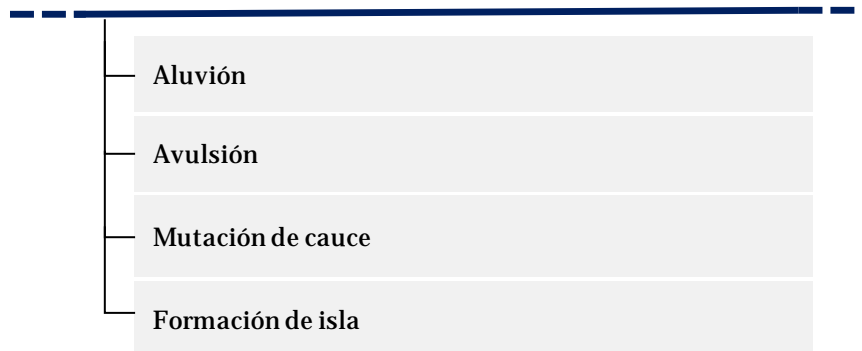 Aluvión
Avulsión
Mutación de cauce
Formación de isla